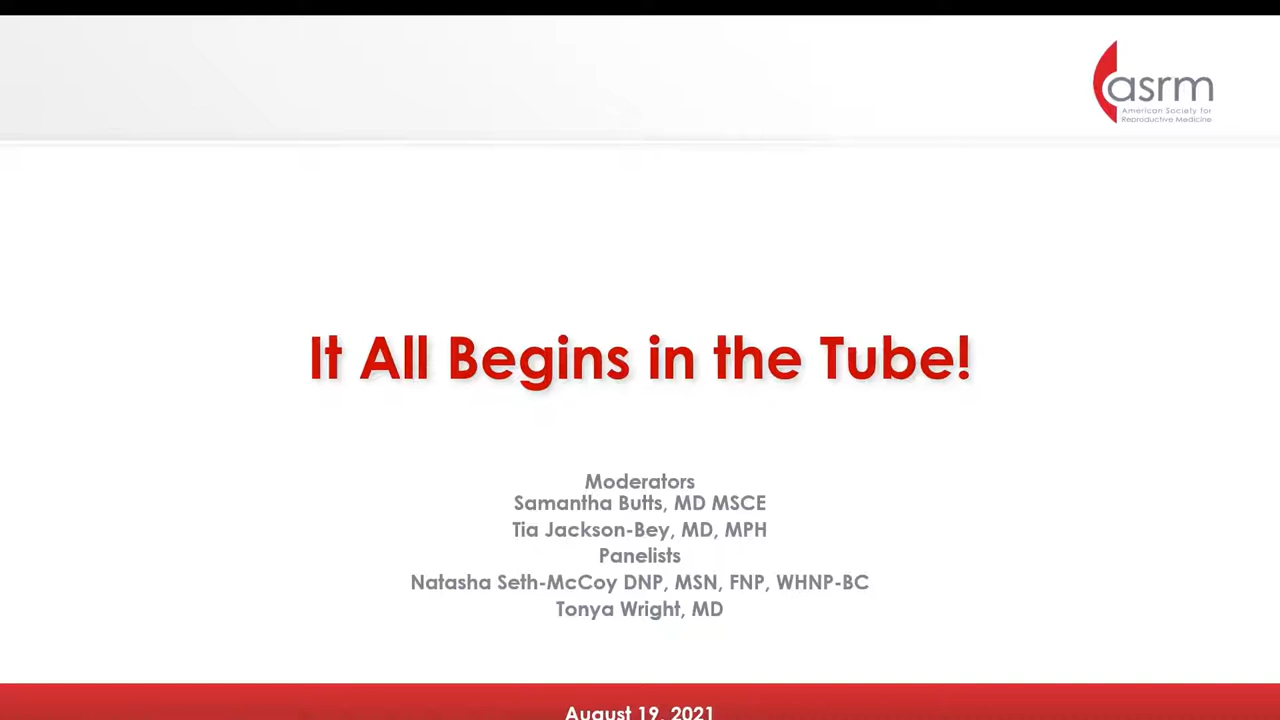 asrm
American Society for
Reproductive Medicine
It All Begins in the Tube!
Moderators
Samantha Butts, MD MSCE
Tia Jackson-Bey, MD, MPH
Panelists
Natasha Seth-McCoy DNP, MSN, FNP, WHNP-BC
Tonya Wright, MD
August 19, 2021